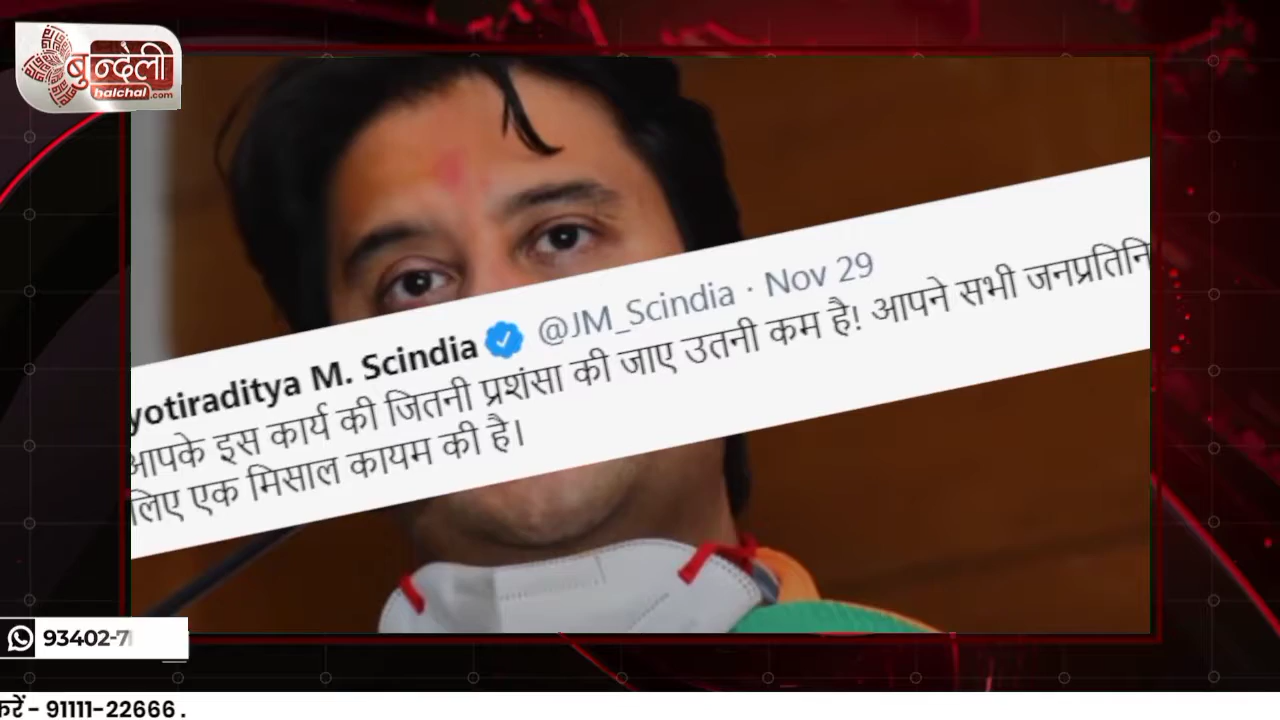 बुन्देली
halchal.com
yotiraditya M. Scindia @JM_Scindia · Nov 29
आपके इस कार्य की जितनी प्रशंसा की जाए उतनी कम है! आपने सभी जनप्रतिनि
लिए एक मिसाल कायम की है।
93402-7
करें - 91111-22666 .